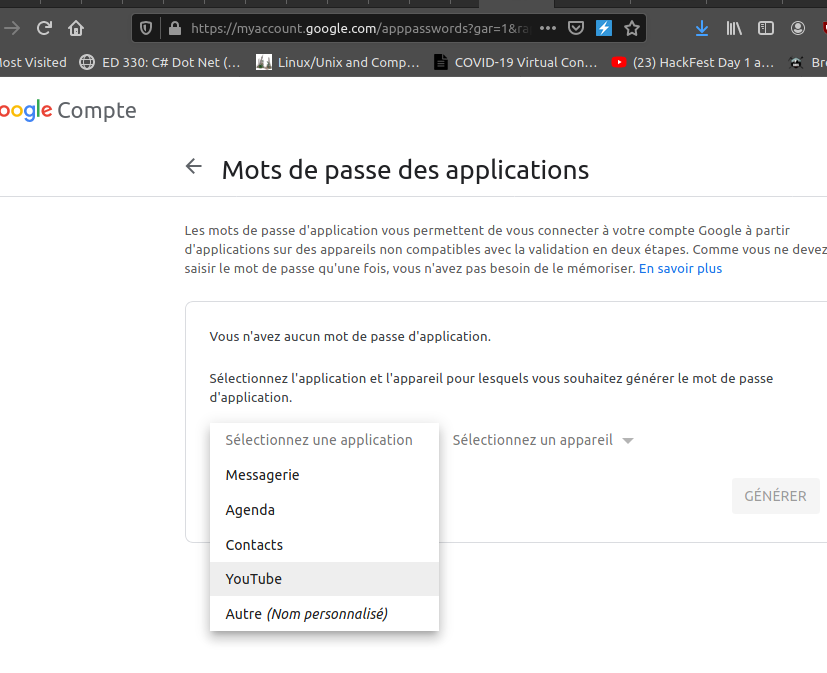 https://myaccount.google.com/apppasswords?gar=1&ra
ost Visited ED 330: C# Dot Net (... Linux/Unix and Comp... COVID-19 Virtual Con... (23) HackFest Day 1 a... Bro
oogle Compte
Mots de passe des applications
Les mots de passe d'application vous permettent de vous connecter à votre compte Google à partir
d'applications sur des appareils non compatibles avec la validation en deux étapes. Comme vous ne devez
saisir le mot de passe qu'une fois, vous n'avez pas besoin de le mémoriser. En savoir plus
Vous n'avez aucun mot de passe d'application.
Sélectionnez l'application et l'appareil pour lesquels vous souhaitez générer le mot de passe
d'application.
Sélectionnez une application Sélectionnez un appareil
Messagerie
GÉNÉRER
Agenda
Contacts
YouTube
Autre (Nom personnalisé)